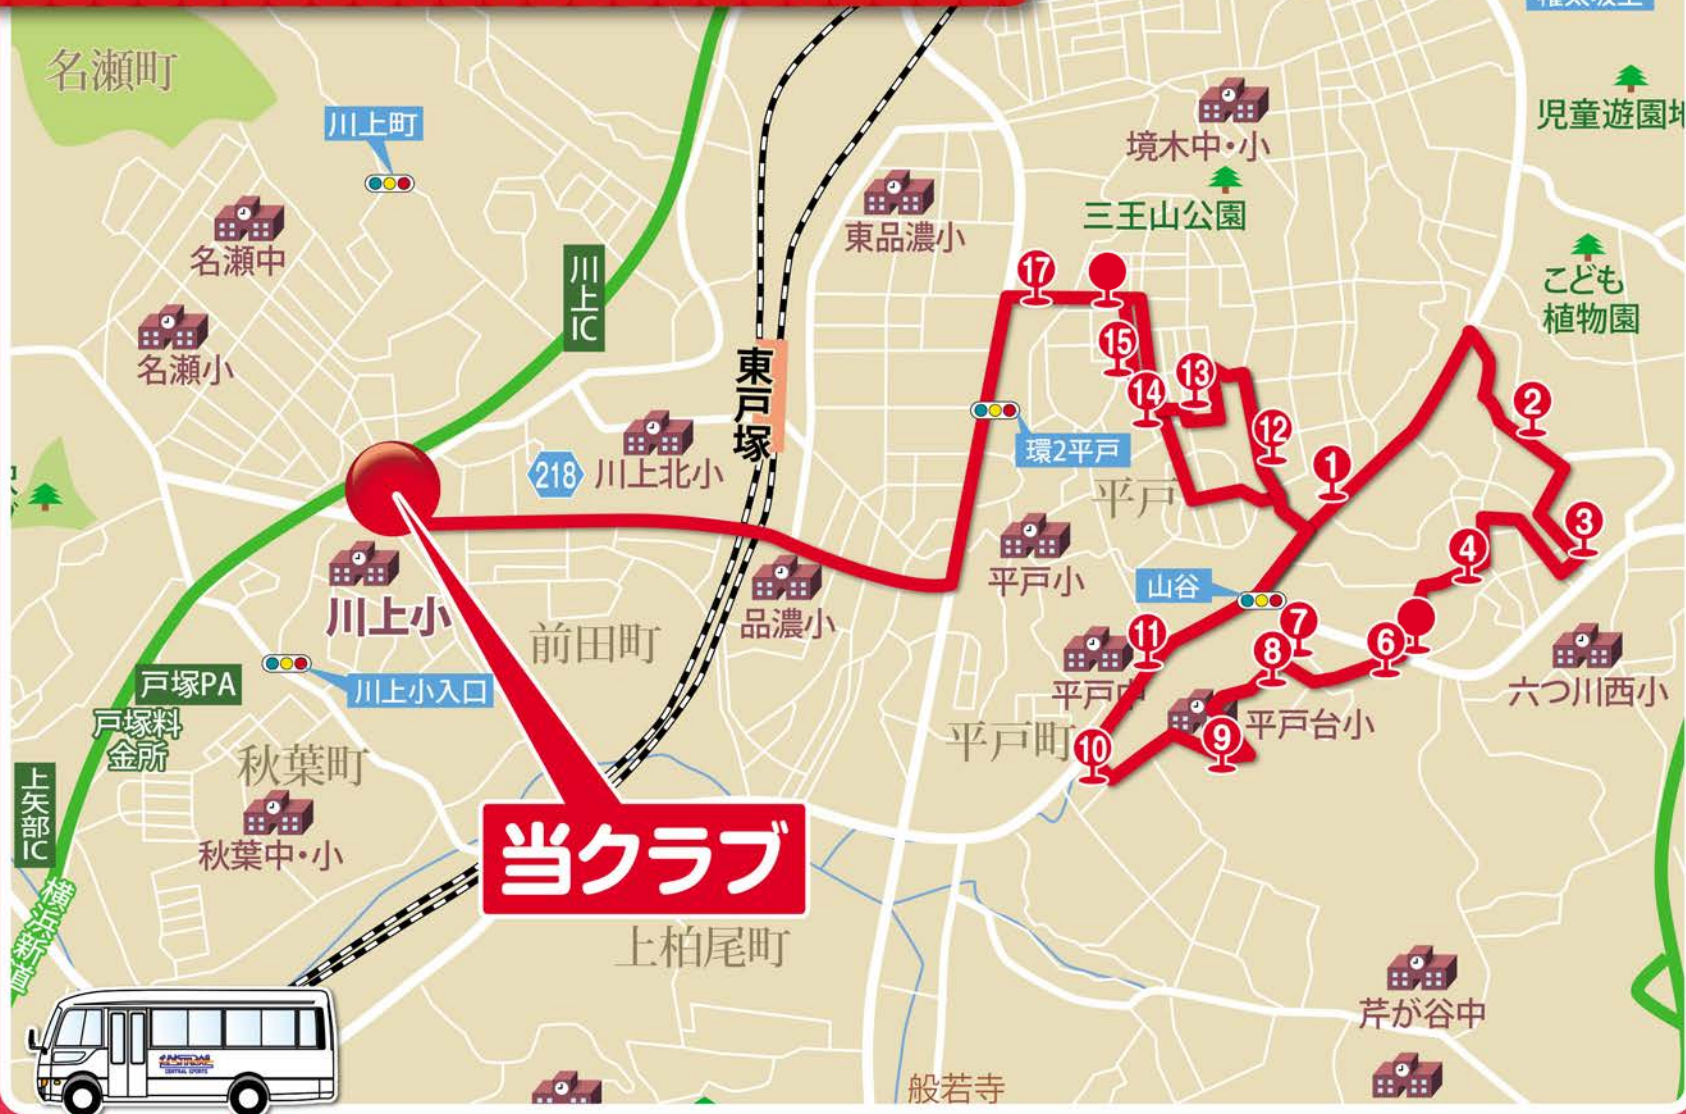 名瀬町
川上町
児童遊園地
境木中・小
三王山公園
東品濃小
名瀬中
川上IC
こども
植物園
17
15
14
13
12
1
2
3
4
名瀬小
東戸塚
環2平戸
平戸
218
川上北小
平戸小
山谷
川上小
前田町
品濃小
11
7
8
6
平戸中
平戸台小
六つ川西小
戸塚PA
川上小入口
戸塚料
金所
平戸町
10
9
秋葉町
上矢部IC
秋葉中・小
当クラブ
横浜新道
上柏尾町
芹が谷中
CENTRAL SPORTS
般若寺